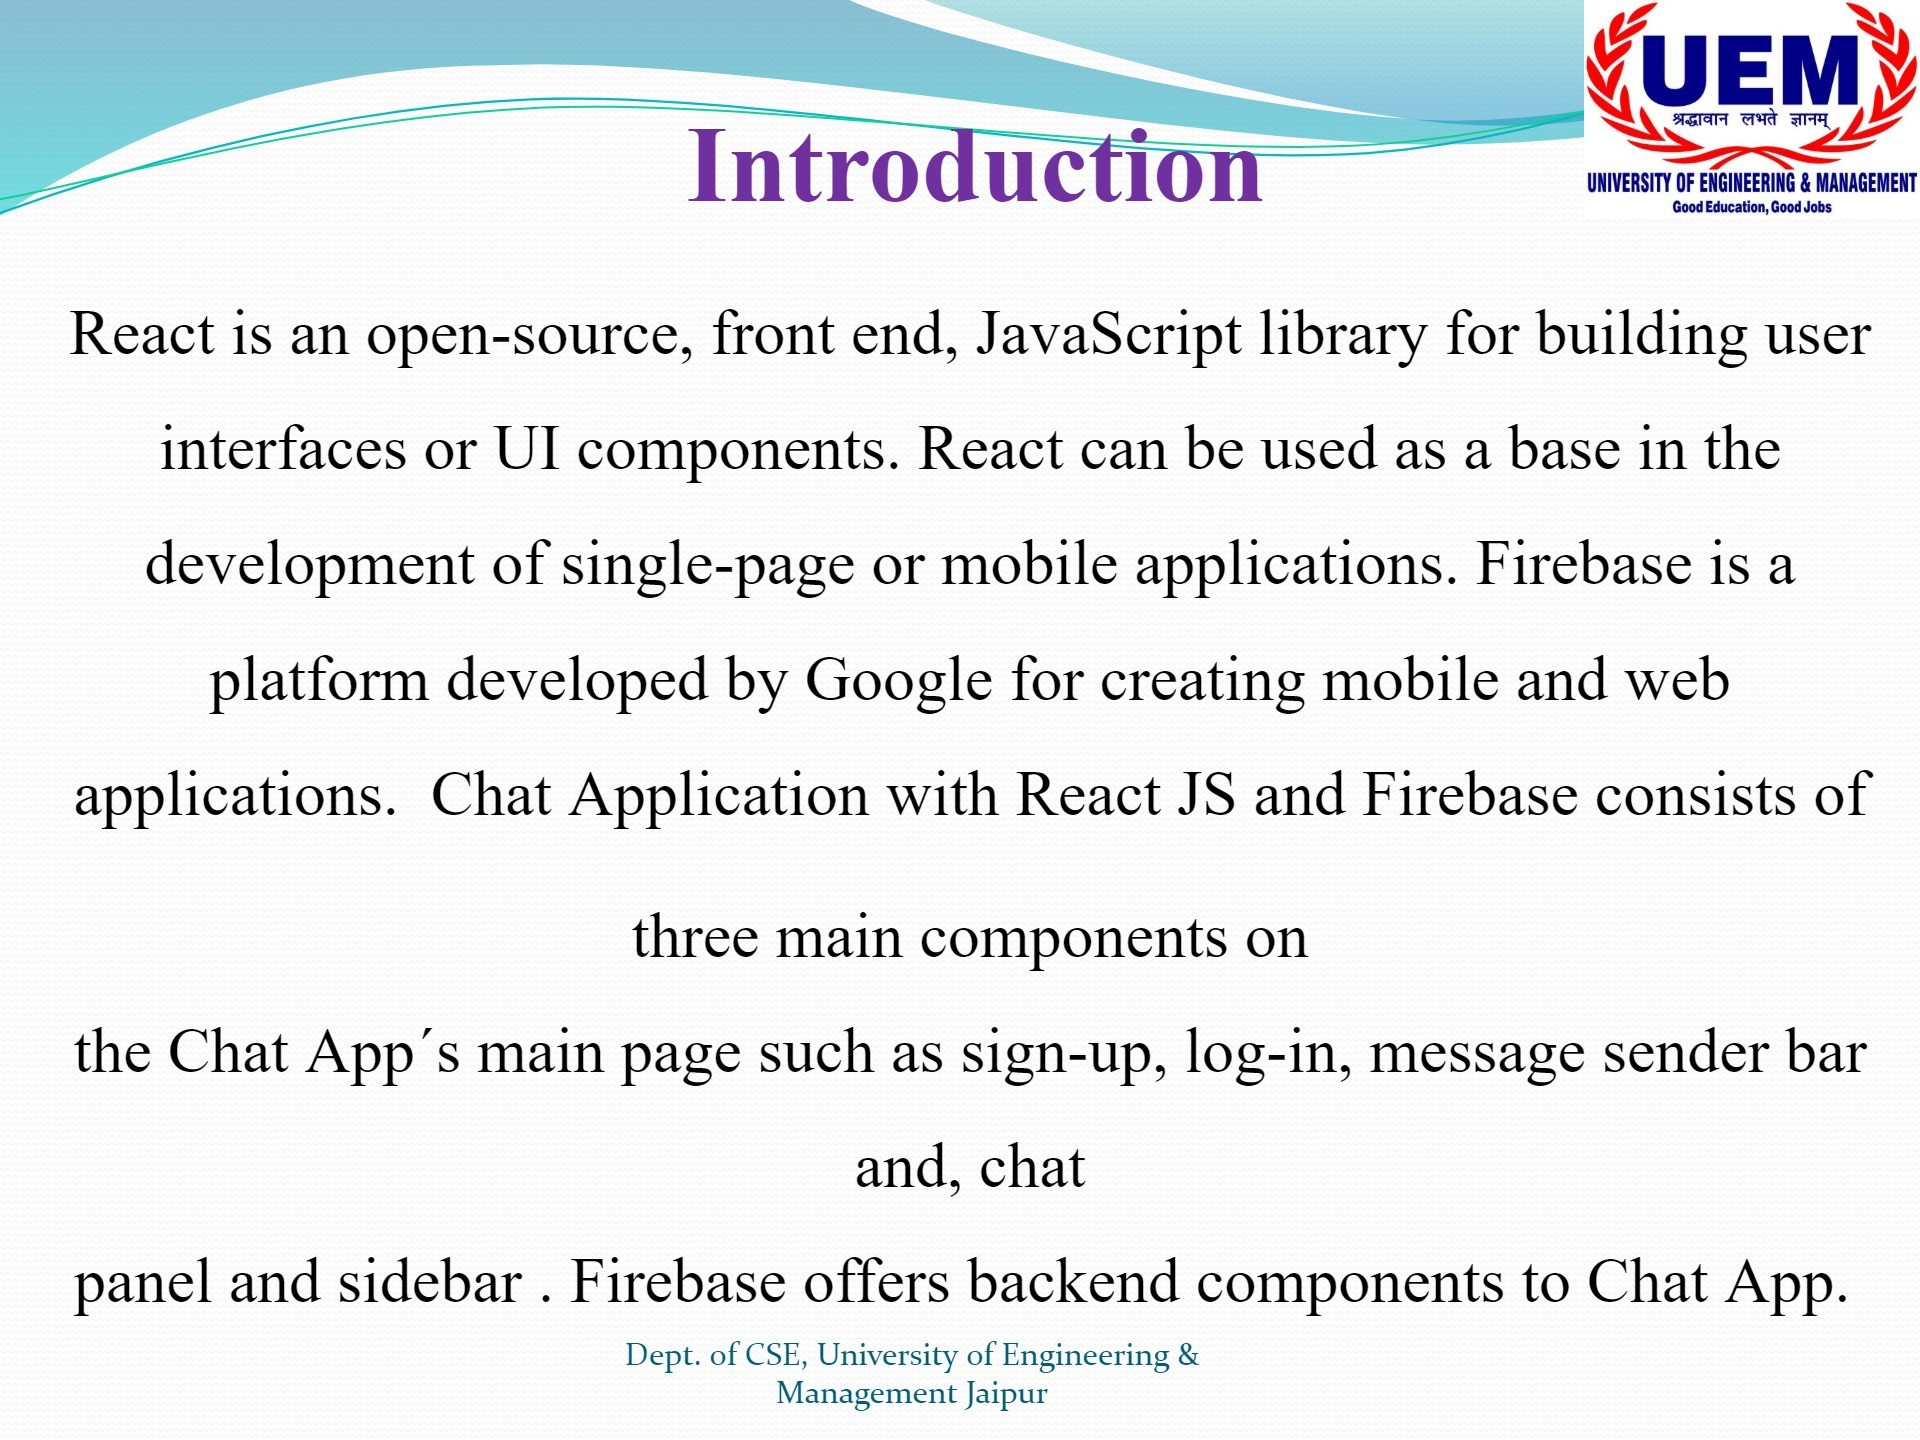 UEM
श्रद्धावान लभते ज्ञानम्
UNIVERSITY OF ENGINEERING & MANAGEMENT
Good Education, Good Jobs
Introduction
React is an open-source, front end, JavaScript library for building user
interfaces or UI components. React can be used as a base in the
development of single-page or mobile applications. Firebase is a
platform developed by Google for creating mobile and web
applications.  Chat Application with React JS and Firebase consists of
three main components on
the Chat App´s main page such as sign-up, log-in, message sender bar
and, chat
panel and sidebar . Firebase offers backend components to Chat App.
Dept. of CSE, University of Engineering &
Management Jaipur